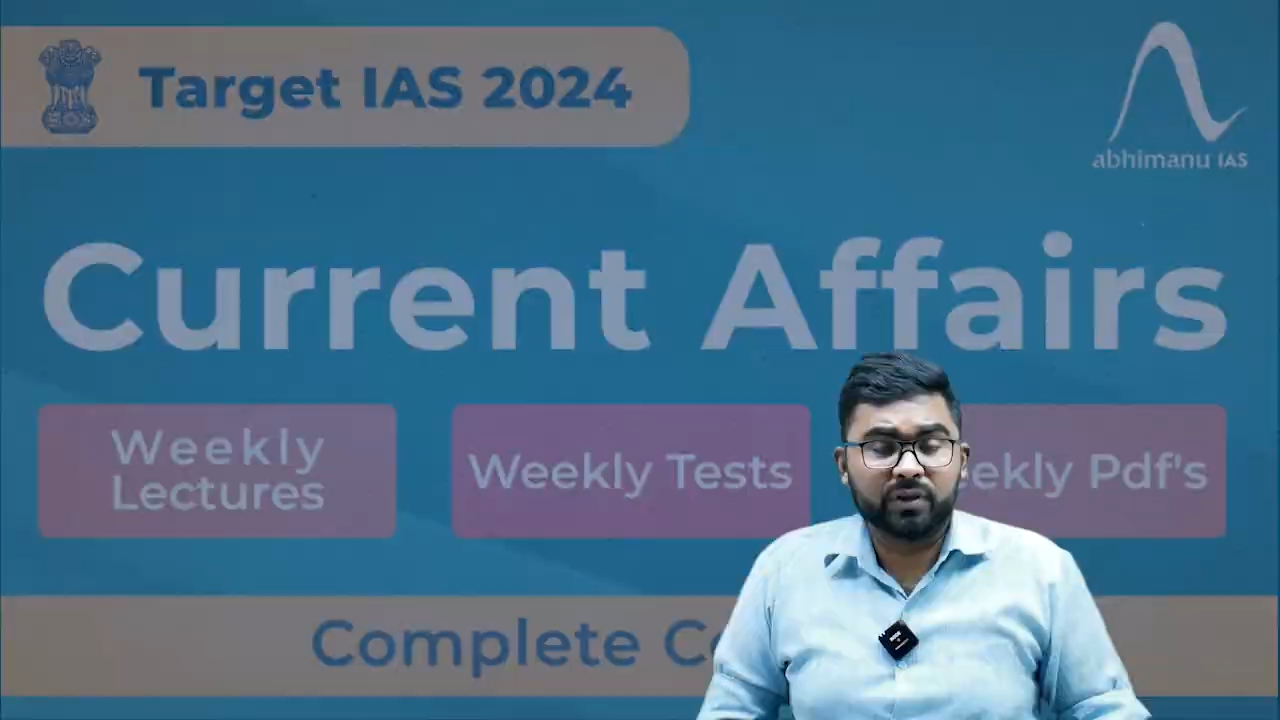 Target IAS 2024
abhimanu IAS
Current Affairs
Weekly
Lectures
Weekly Tests
Pdf's
Complete